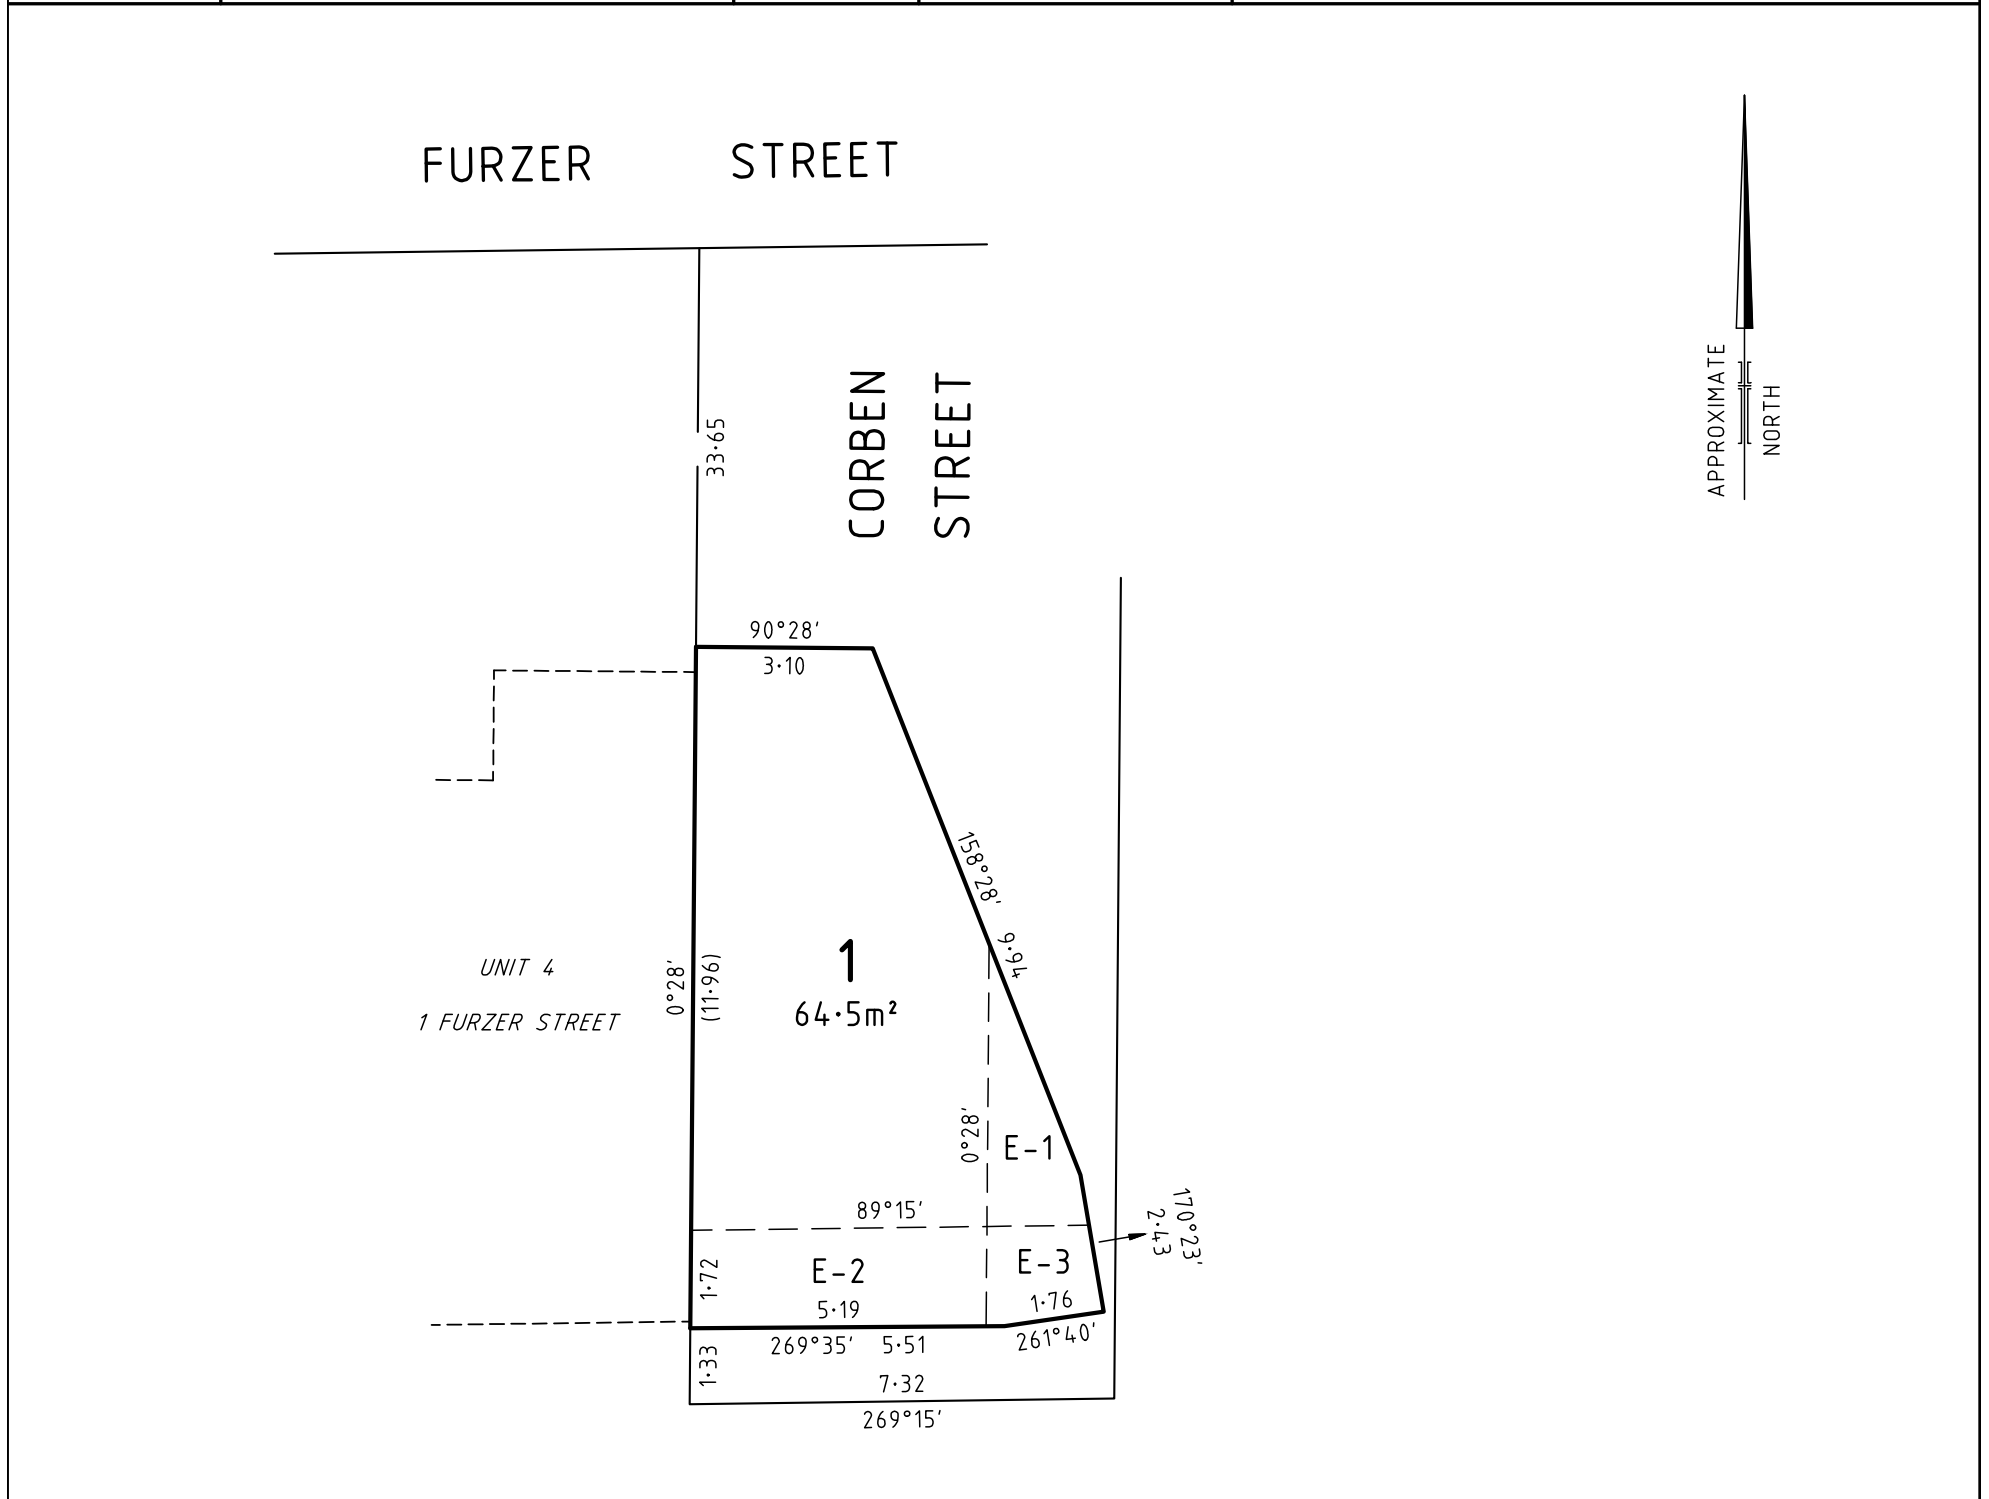 FURZER STREET
CORBEN
STREET
APPROXIMATE
NORTH
33·65
90°28'
3·10
158°28'
9·94
UNIT 4
1 FURZER STREET
0°28'
(11·96)
1
64·5m²
0°28'
E-1
89°15'
170°23'
2·43
1·72
E-2
E-3
5·19
1·76
269°35' 5·51
261°40'
1·33
7·32
269°15'